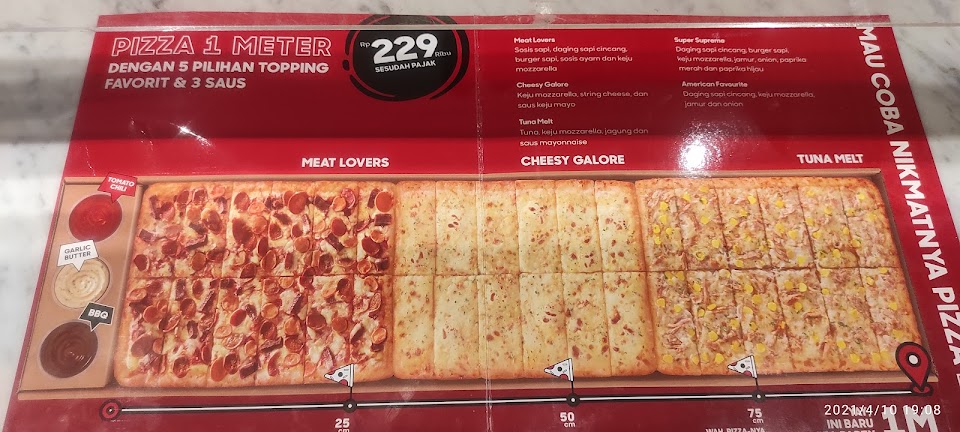 PIZZA 1 METER
DENGAN 5 PILIHAN TOPPING
FAVORIT & 3 SAUS
Rp 229 Ribu
SESUDAH PAJAK
Meat Lovers
Sosis sapi, daging sapi cincang,
burger sapi, sosis ayam dan keju
mozzarella
Cheesy Galore
Keju mozzarella, string cheese, dan
saus keju mayo
Tuna Melt
Tuna, keju mozzarella, jagung dan
saus mayonnaise
Super Supreme
Daging sapi cincang, burger sapi,
keju mozzarella, jamur, onion, paprika
merah dan paprika hijau
American Favourite
Daging sapi cincang, keju mozzarella,
jamur dan onion
MAU COBA NIKMATNYA PIZZA
MEAT LOVERS
CHEESY GALORE
TUNA MELT
TOMATO
CHILI
GARLIC
BUTTER
BBQ
25
cm
50
cm
75
cm
WAH, PIZZA-NYA
INI BARU
1M
2021/4/10 19:08